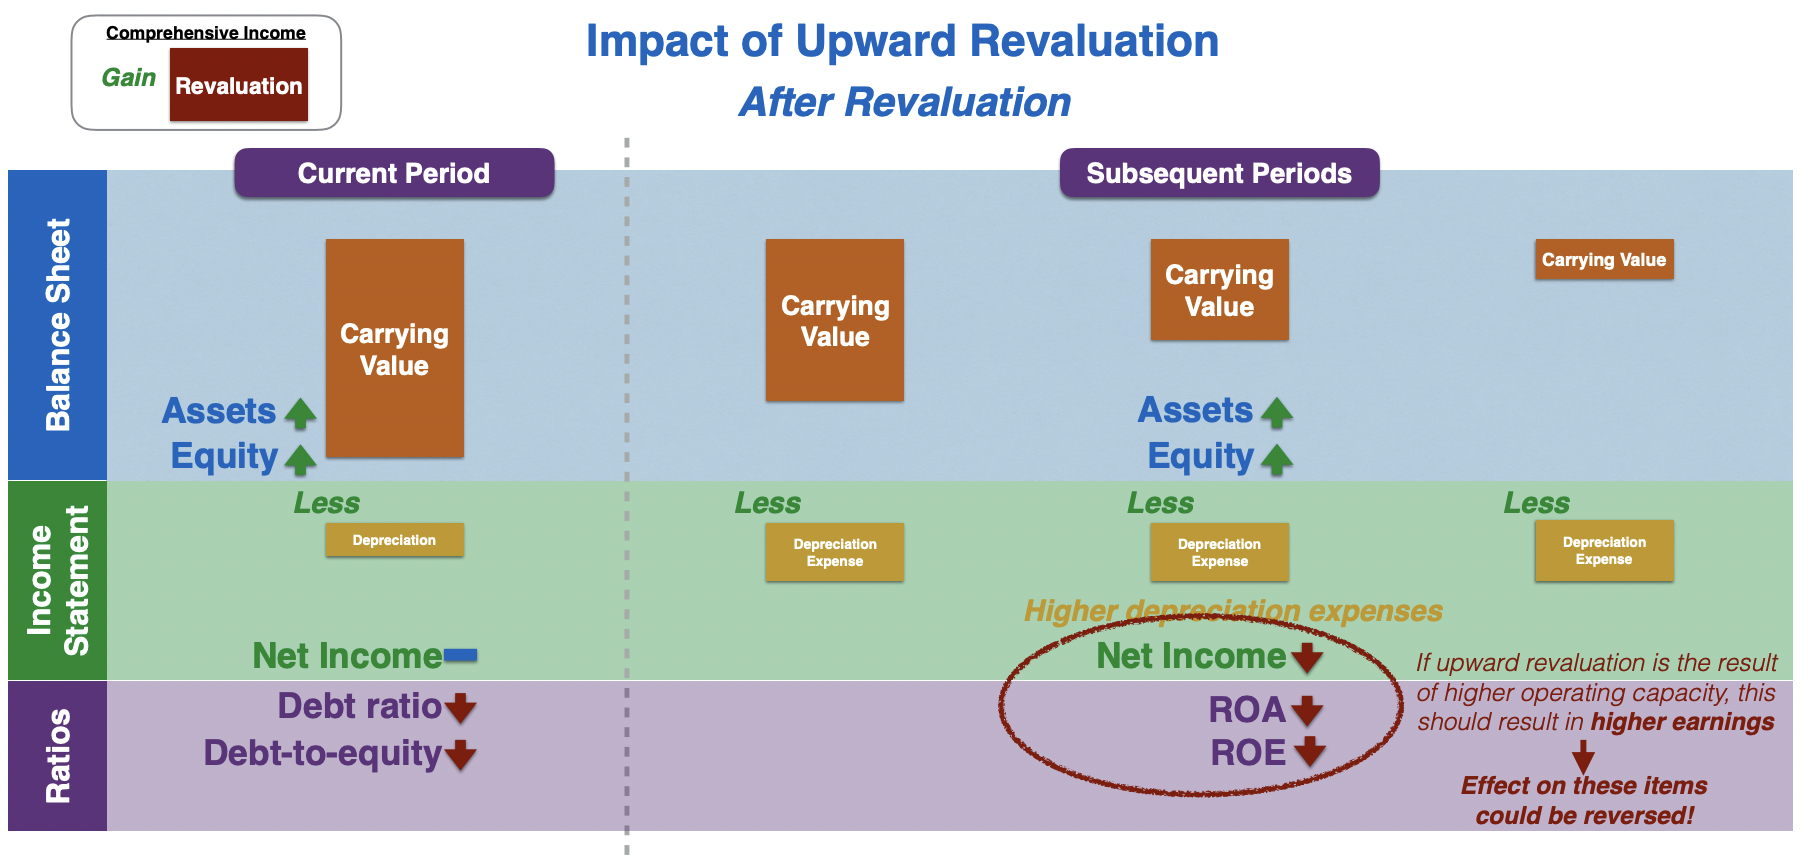 Comprehensive Income
Gain
Revaluation
Impact of Upward Revaluation
After Revaluation
Current Period
Subsequent Periods
Balance Sheet
Carrying
Value
Assets
Equity
Carrying
Value
Carrying
Value
Assets
Equity
Carrying Value
Income
Statement
Less
Depreciation
Net Income
Less
Depreciation
Expense
Less
Depreciation
Expense
Less
Depreciation
Expense
Higher depreciation expenses
Net Income
Ratios
Debt ratio
Debt-to-equity
ROA
ROE
If upward revaluation is the result
of higher operating capacity, this
should result in higher earnings
Effect on these items
could be reversed!